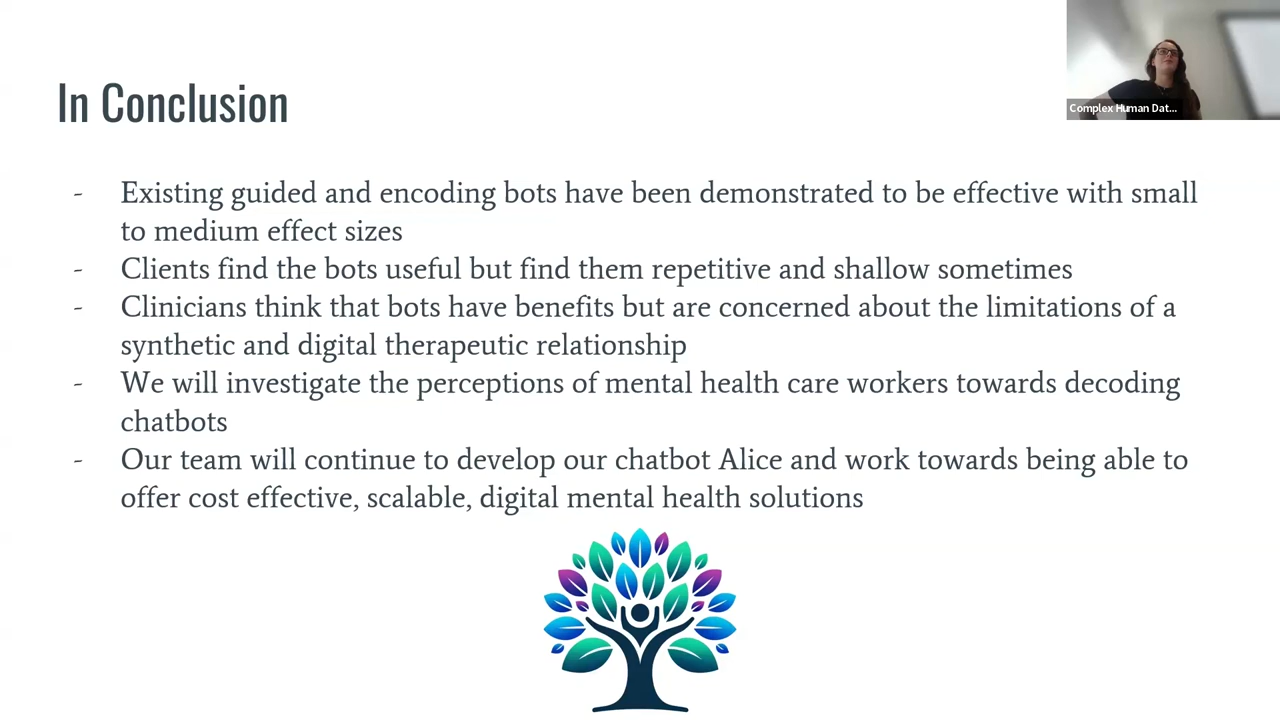 Complex Human Dat...
In Conclusion
- Existing guided and encoding bots have been demonstrated to be effective with small
to medium effect sizes
- Clients find the bots useful but find them repetitive and shallow sometimes
- Clinicians think that bots have benefits but are concerned about the limitations of a
synthetic and digital therapeutic relationship
- We will investigate the perceptions of mental health care workers towards decoding
chatbots
- Our team will continue to develop our chatbot Alice and work towards being able to
offer cost effective, scalable, digital mental health solutions